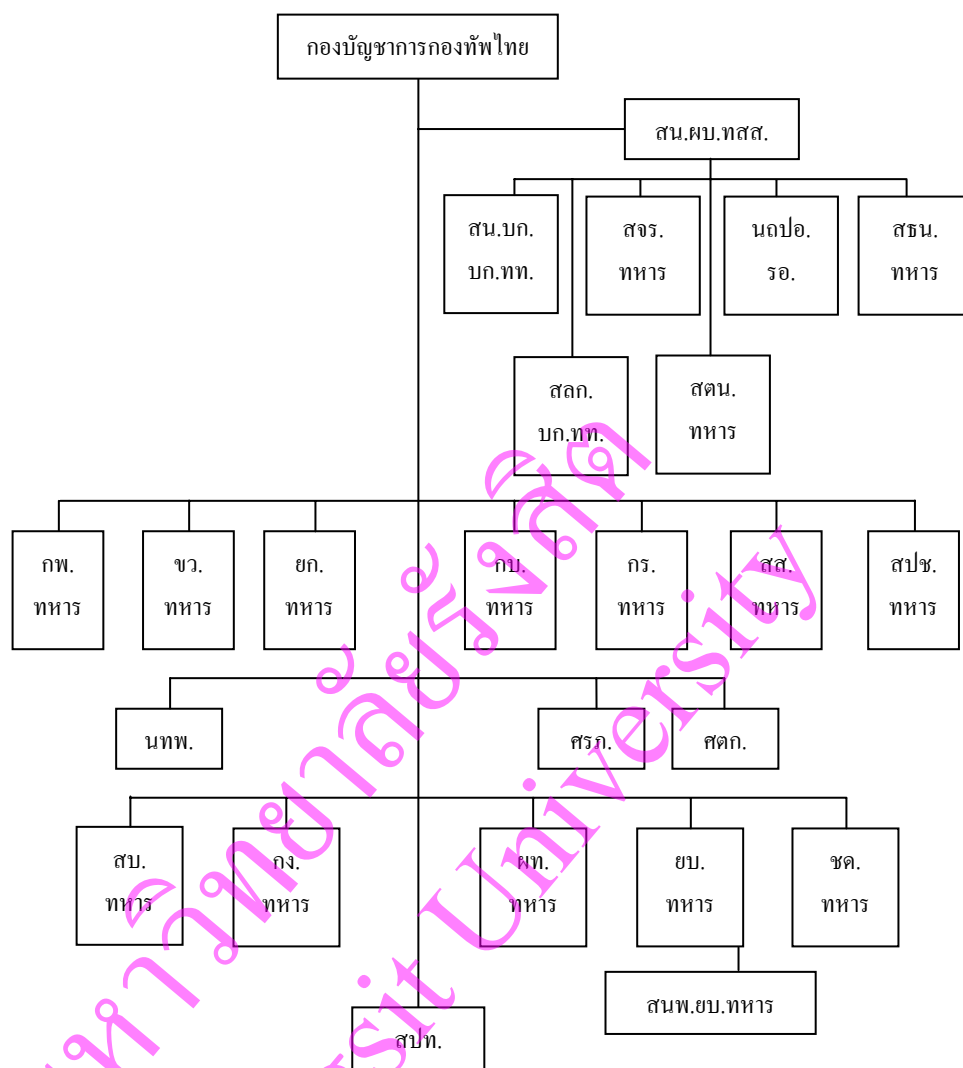 กองบัญชาการกองทัพไทย
สน.ผบ.ทสส.
สน.บก.
บก.ทท.
สจร.
ทหาร
นถปอ.
รอ.
สธน.
ทหาร
สลก.
บก.ทท.
สตน.
ทหาร
กพ.
ทหาร
ขว.
ทหาร
ยก.
ทหาร
กบ.
ทหาร
กร.
ทหาร
สส.
ทหาร
สปช.
ทหาร
นทพ.
ศรภ.
ศตก.
สบ.
ทหาร
กง.
ทหาร
ผท.
ทหาร
ยบ.
ทหาร
ชด.
ทหาร
สนพ.ยบ.ทหาร
สปท.
หาวิทยาลัยรังสิต
rsit University